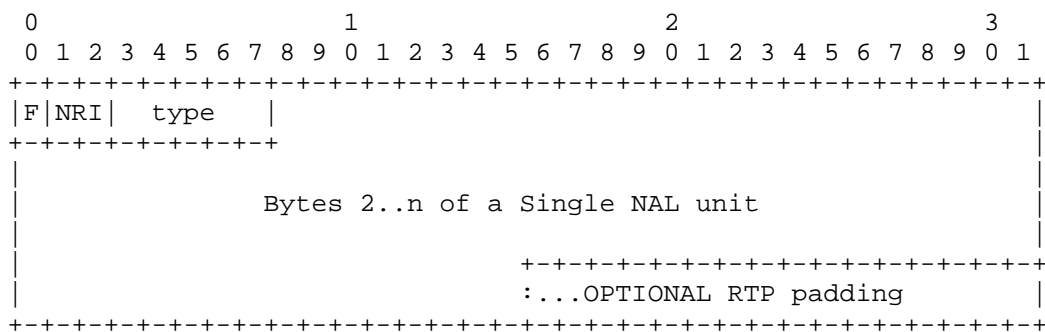 0                   1                   2                   3
 0 1 2 3 4 5 6 7 8 9 0 1 2 3 4 5 6 7 8 9 0 1 2 3 4 5 6 7 8 9 0 1
+-+-+-+-+-+-+-+-+-+-+-+-+-+-+-+-+-+-+-+-+-+-+-+-+-+-+-+-+-+-+-+-+
|F|NRI|  type   |                                               |
+-+-+-+-+-+-+-+-+                                               |
|                                                               |
|               Bytes 2..n of a Single NAL unit                 |
|                                                               |
|                               +-+-+-+-+-+-+-+-+-+-+-+-+-+-+-+-+
|                               :...OPTIONAL RTP padding        |
+-+-+-+-+-+-+-+-+-+-+-+-+-+-+-+-+-+-+-+-+-+-+-+-+-+-+-+-+-+-+-+-+